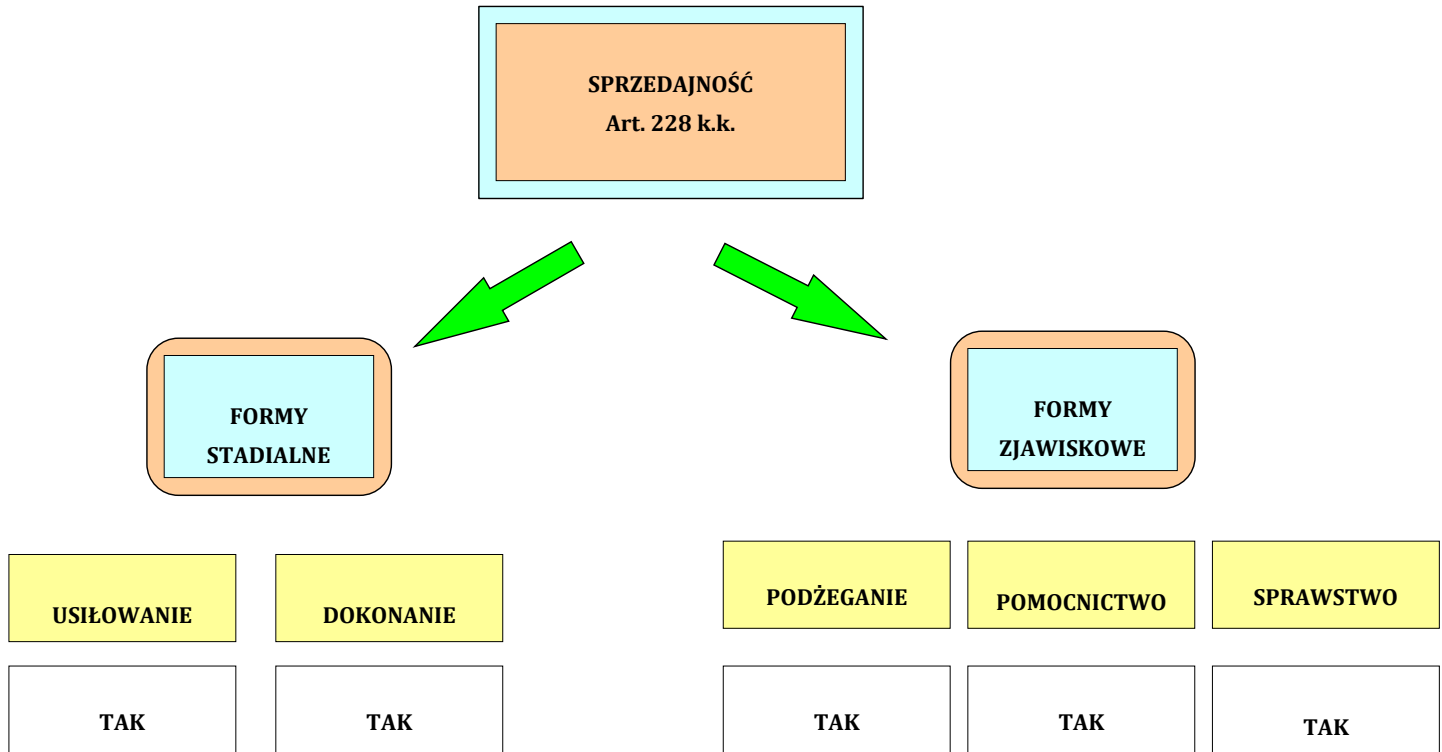 SPRZEDAJNOŚĆ
Art. 228 k.k.
FORMY
STADIALNE
FORMY
ZJAWISKOWE
USIŁOWANIE
DOKONANIE
PODŻEGANIE
POMOCNICTWO
SPRAWSTWO
TAK
TAK
TAK
TAK
TAK